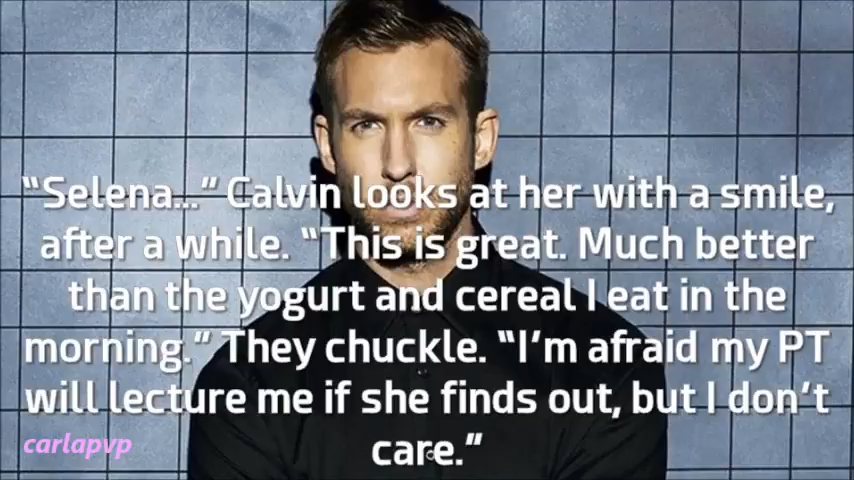 “Selena...” Calvin looks at her with a smile,
after a while. “This is great. Much better
than the yogurt and cereal I eat in the
morning.” They chuckle. “I’m afraid my PT
will lecture me if she finds out, but I don’t
care.”
carlapvp